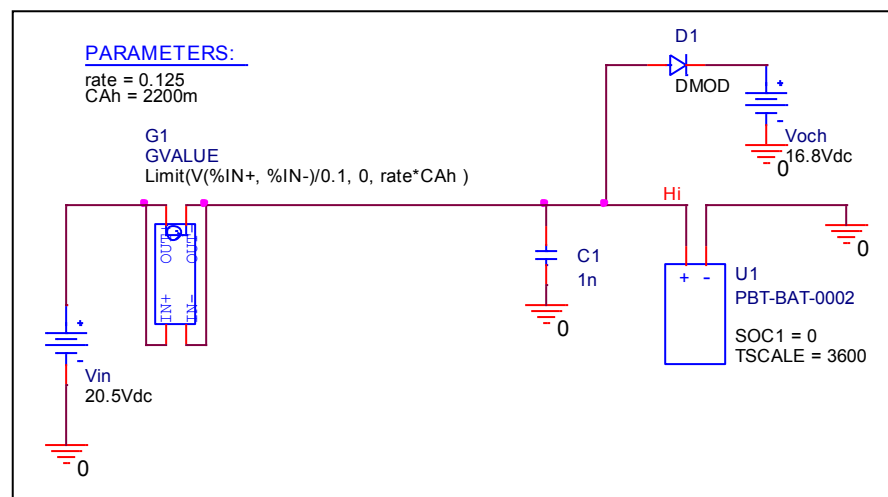 PARAMETERS:
rate = 0.125
CAh = 2200m
D1
DMOD
+
-
Voch
16.8Vdc
0
G1
GVALUE
Limit(V(%IN+, %IN-)/0.1, 0, rate*CAh )
OUT+
OUT-
IN+
IN-
Hi
+
-
Vin
20.5Vdc
0
C1
1n
0
+ -
U1
PBT-BAT-0002
SOC1 = 0
TSCALE = 3600
0